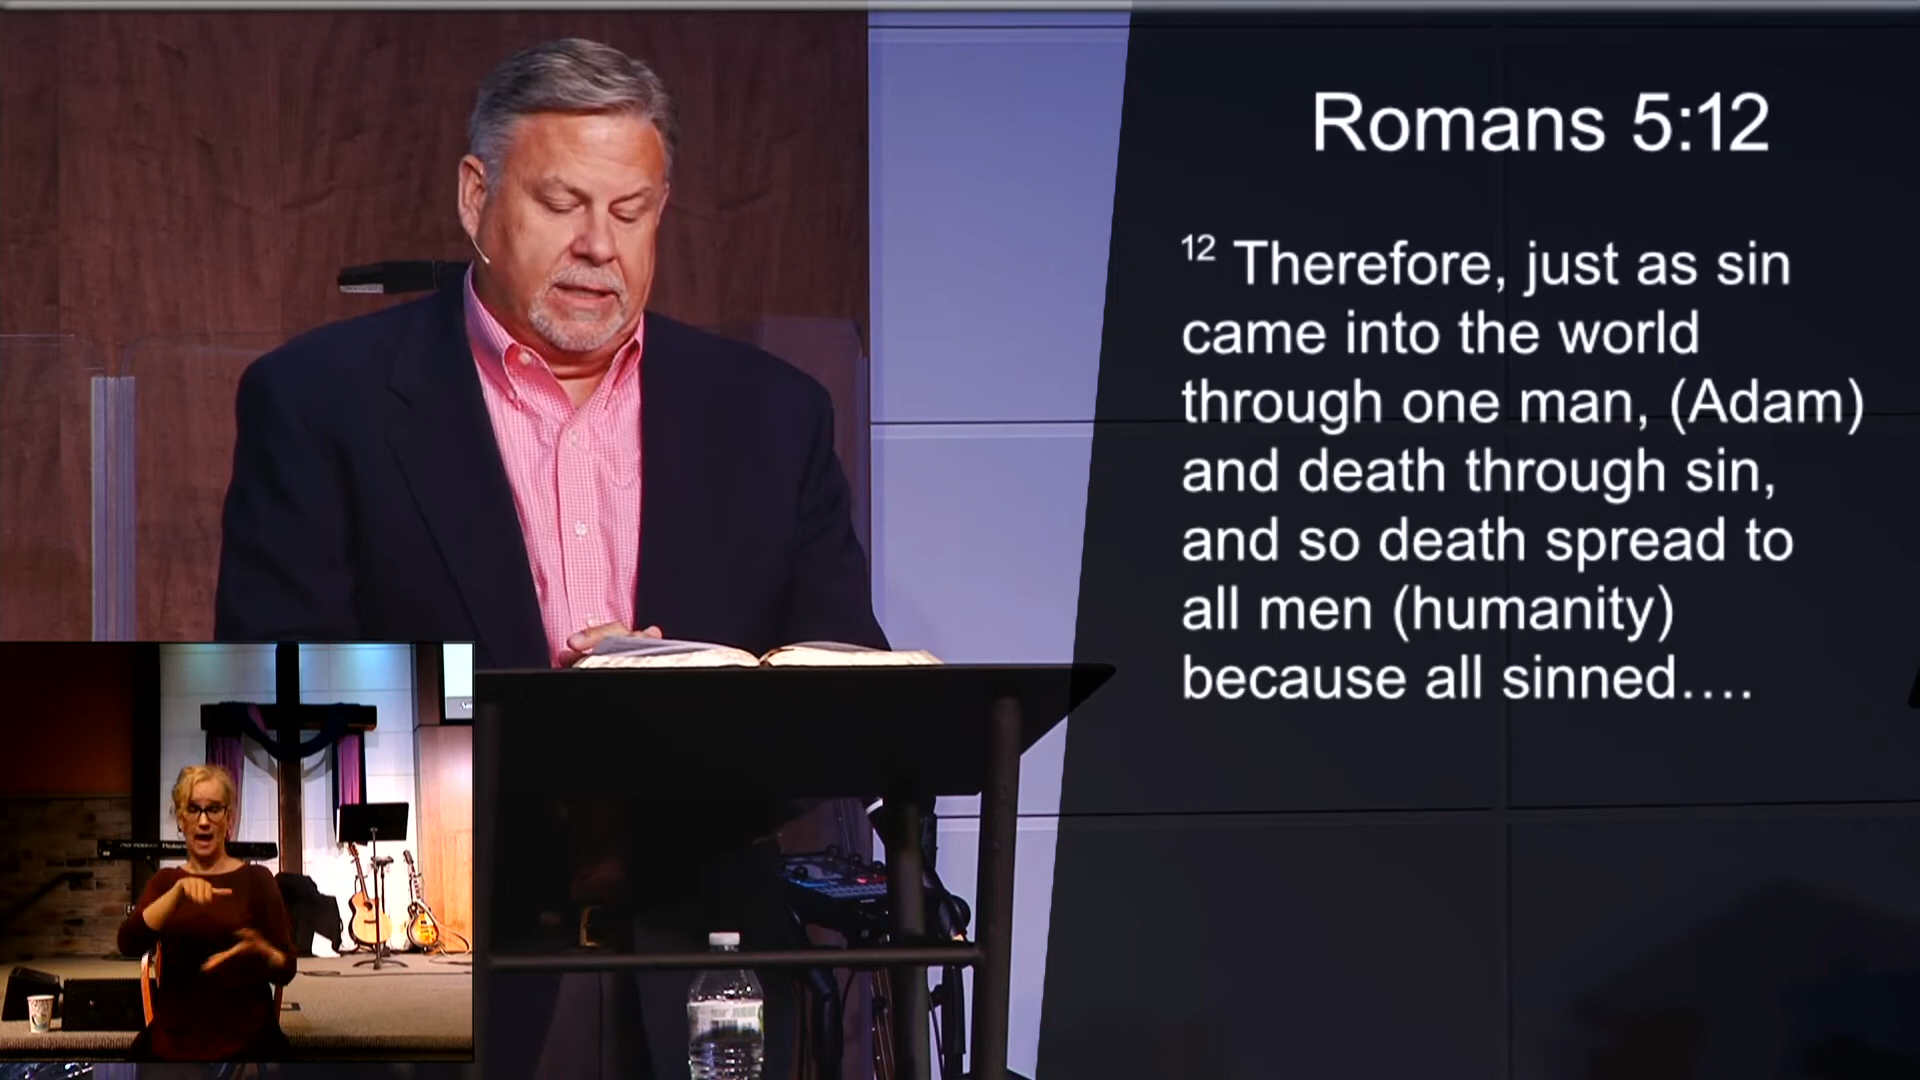 Romans 5:12
12 Therefore, just as sin
came into the world
through one man, (Adam)
and death through sin,
and so death spread to
all men (humanity)
because all sinned….
Roland